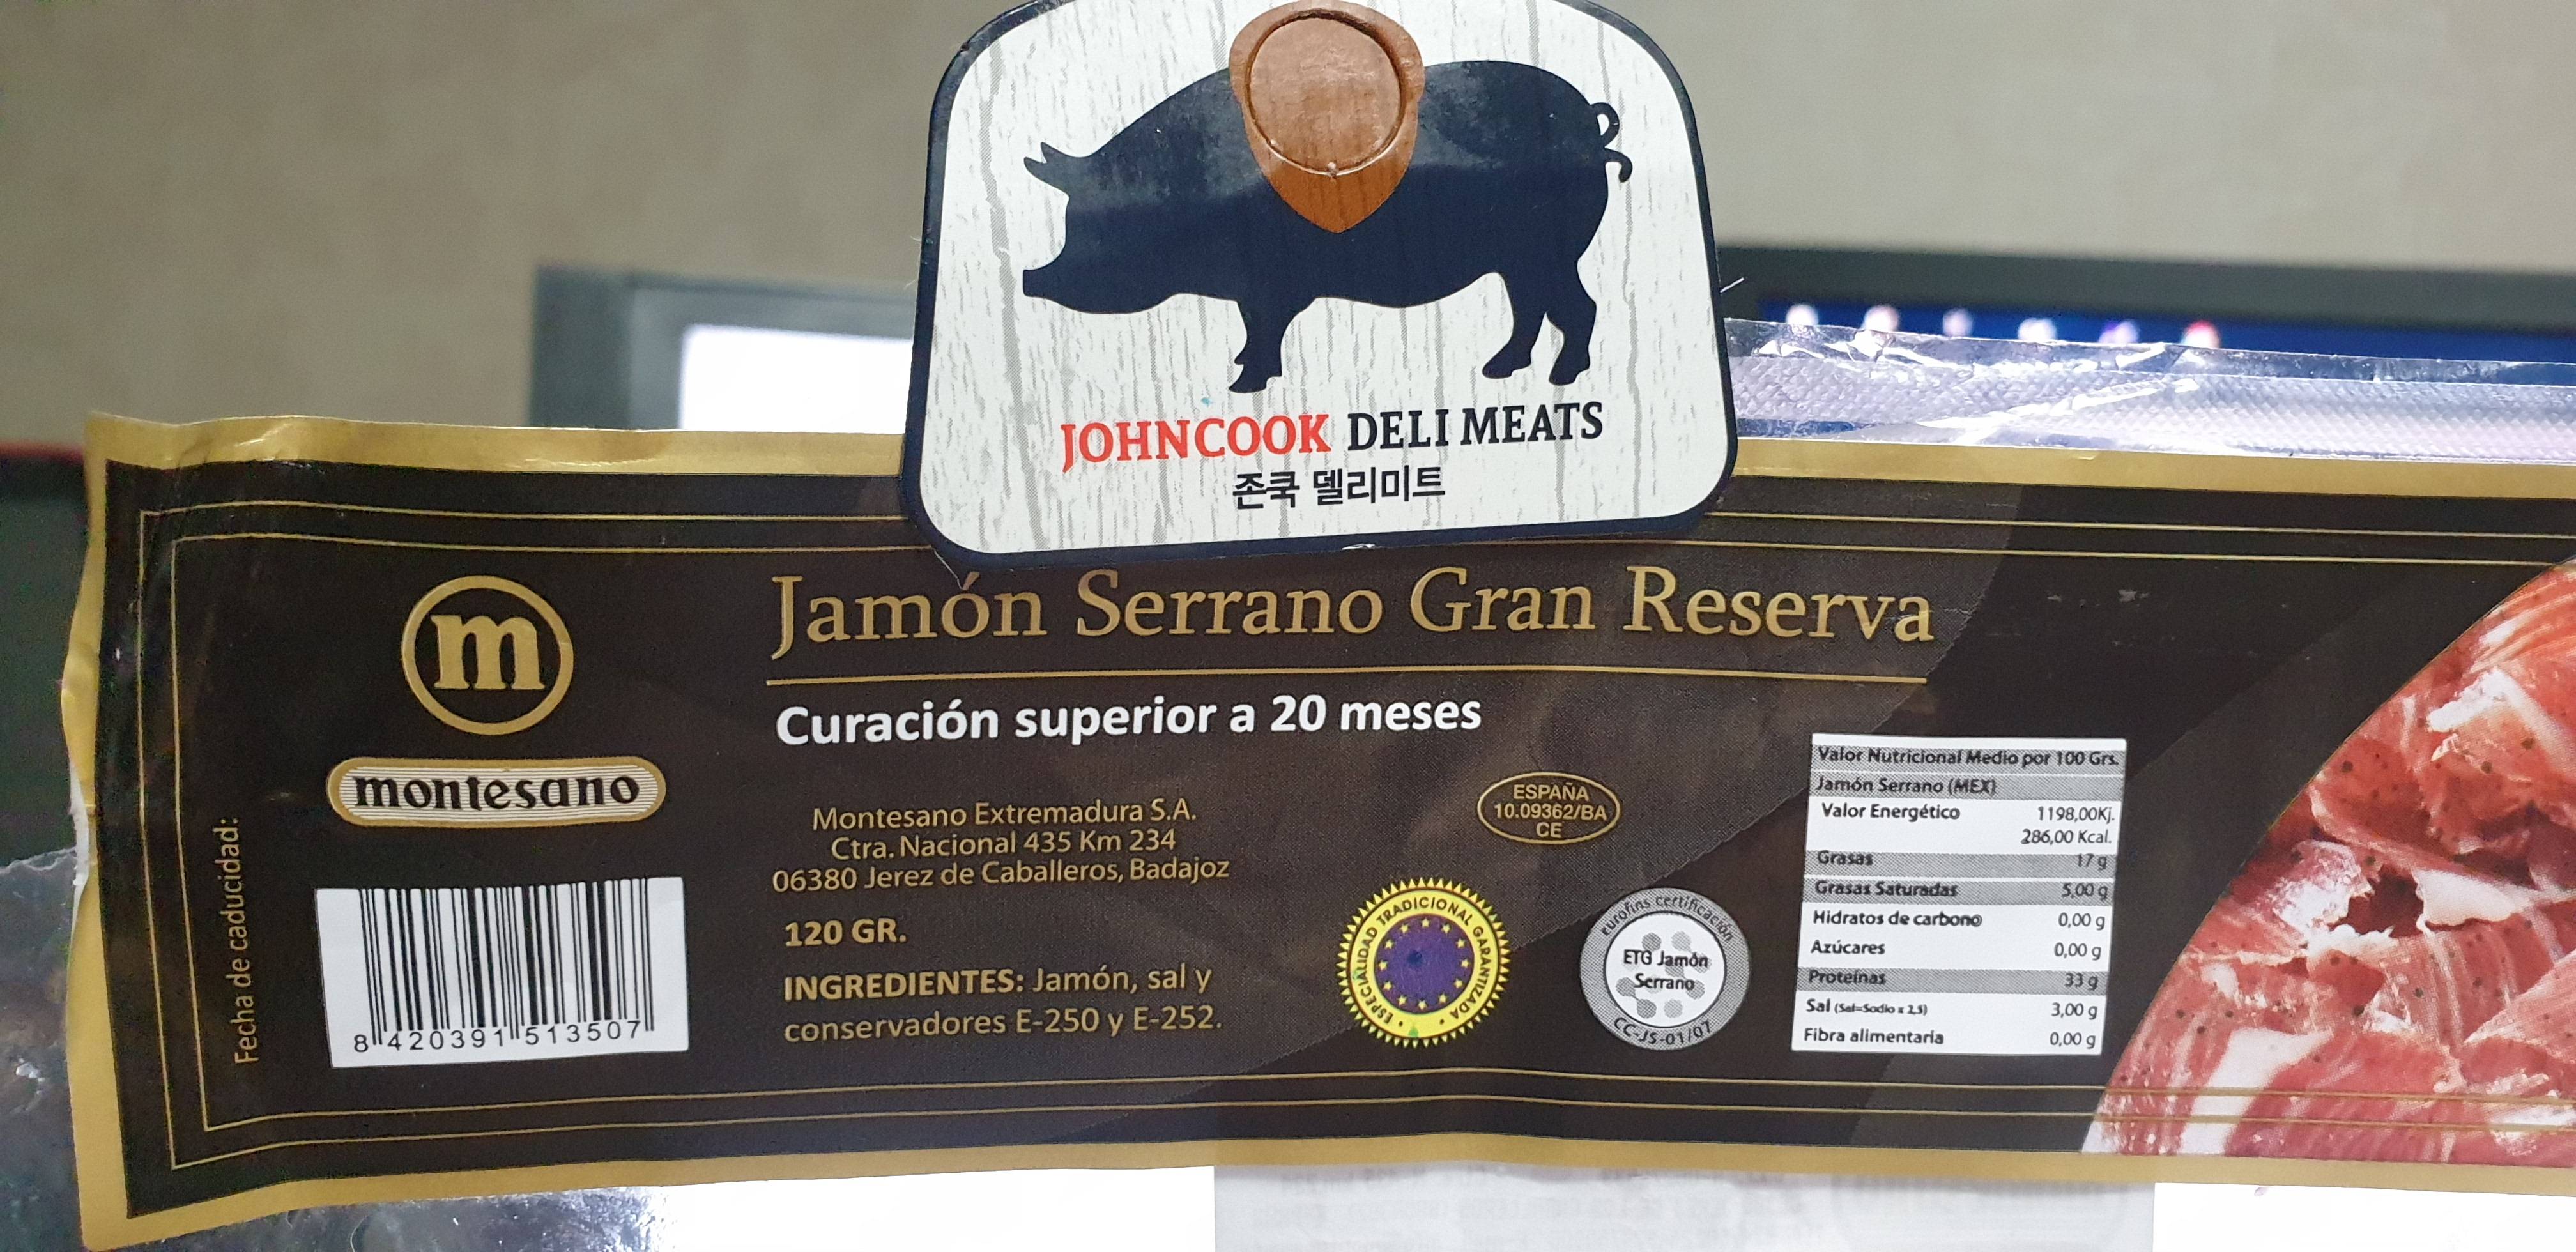 JOHNCOOK DELI MEATS
존쿡 델리미트
m
montesano
Fecha de caducidad:
8 420391 513507
Jamón Serrano Gran Reserva
Curación superior a 20 meses
Montesano Extremadura S.A.
Ctra. Nacional 435 Km 234
06380 Jerez de Caballeros, Badajoz
120 GR.
INGREDIENTES: Jamón, sal y
conservadores E-250 y E-252.
ESPAÑA
10.09362/BA
CE
ESPECIALIDAD TRADICIONAL GARANTIZADA
eurofins certificación
ETG Jamón
Serrano
CC-JS-01/07
Valor Nutricional Medio por 100 Grs.
Jamón Serrano (MEX)
Valor Energético 1198,00Kj.
286,00 Kcal.
Grasas 17 g
Grasas Saturadas 5,00 g
Hidratos de carbono 0,00 g
Azúcares 0,00 g
Proteínas 33 g
Sal (Sal=Sodio x 2,5) 3,00 g
Fibra alimentaria 0,00 g